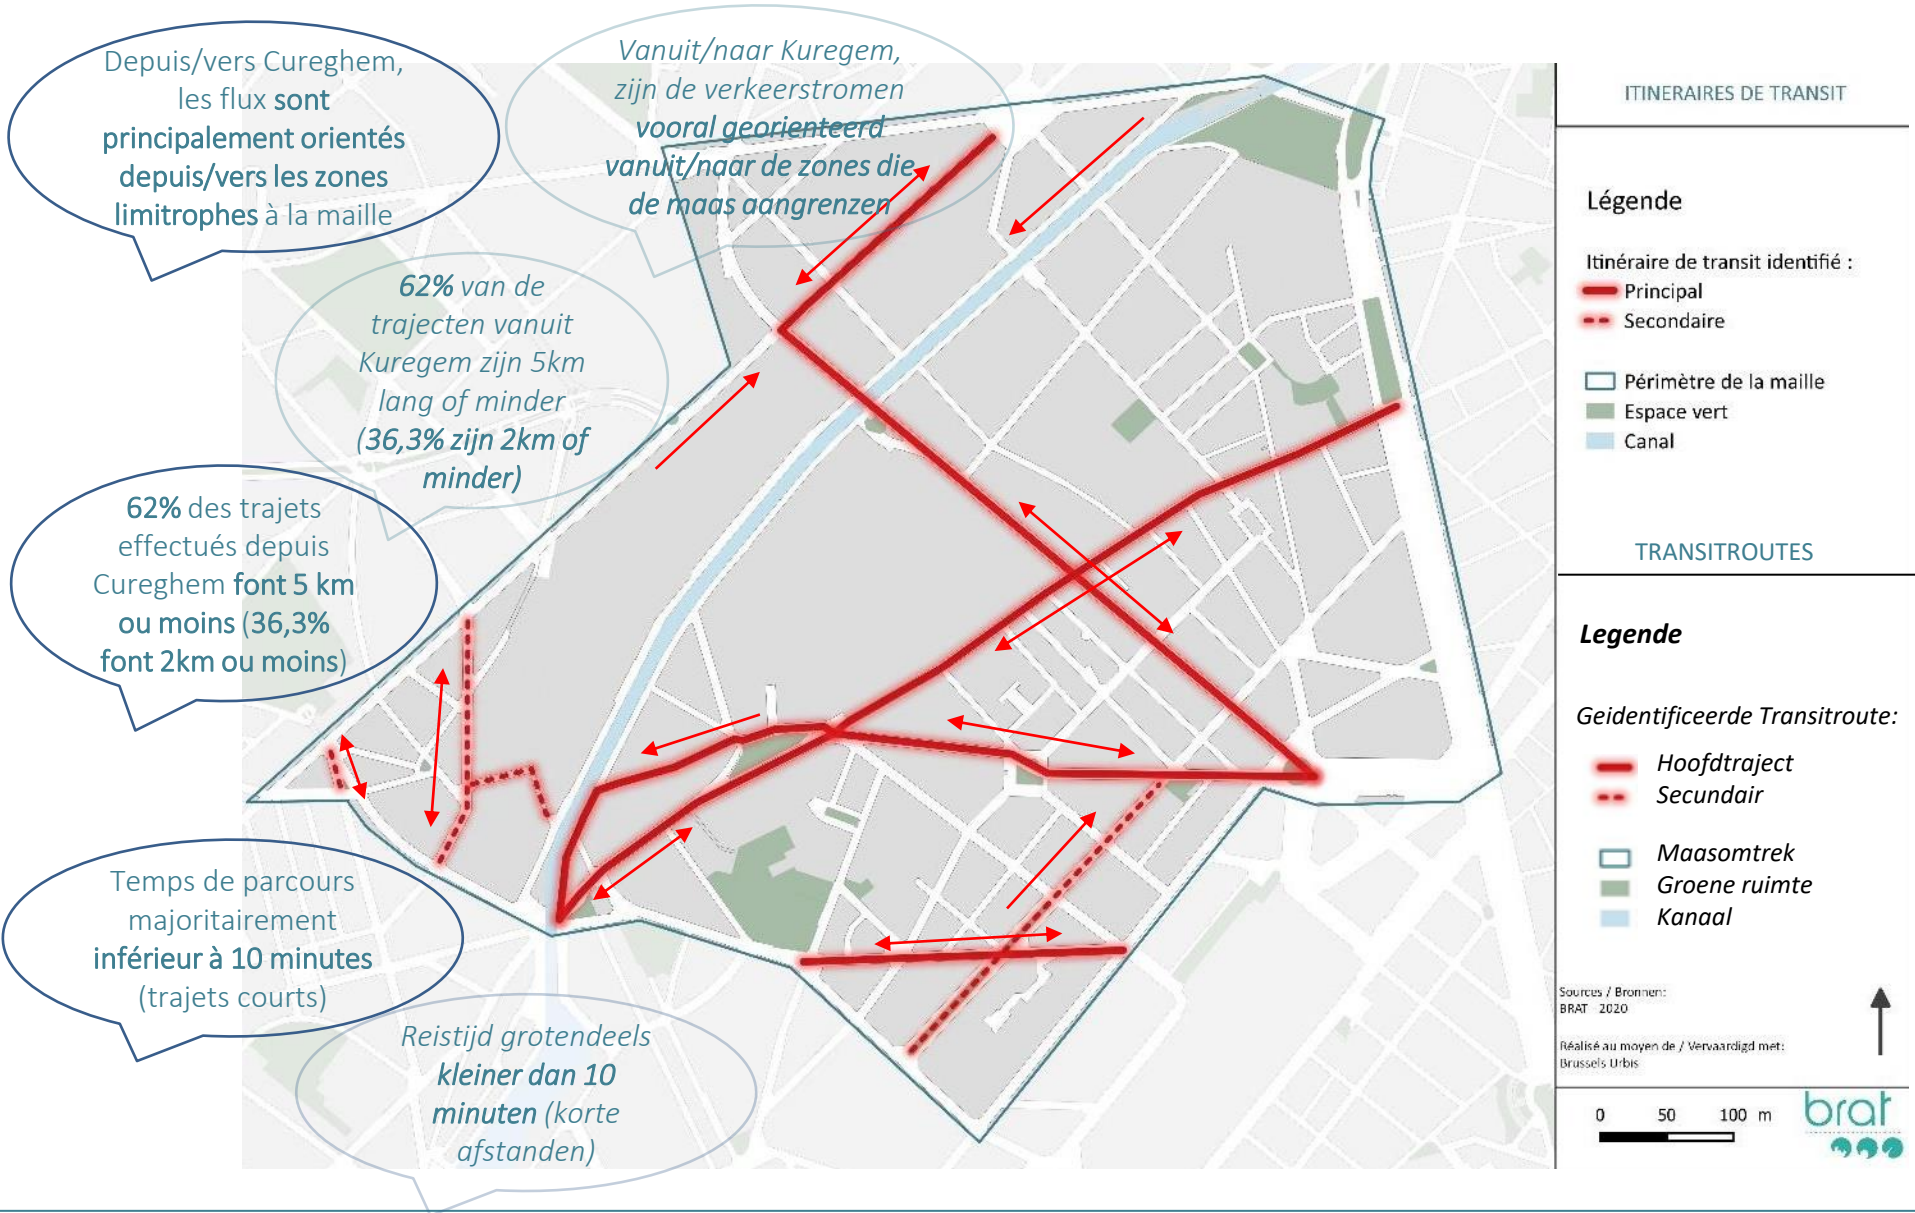 Depuis/vers Cureghem,
les flux sont
principalement orientés
depuis/vers les zones
limitrophes à la maille
Vanuit/naar Kuregem,
zijn de verkeerstromen
vooral georienteerd
vanuit/naar de zones die
de maas aangrenzen
62% van de
trajecten vanuit
Kuregem zijn 5km
lang of minder
(36,3% zijn 2km of
minder)
62% des trajets
effectués depuis
Cureghem font 5 km
ou moins (36,3%
font 2km ou moins)
Temps de parcours
majoritairement
inférieur à 10 minutes
(trajets courts)
Reistijd grotendeels
kleiner dan 10
minuten (korte
afstanden)
ITINERAIRES DE TRANSIT
Légende
Itinéraire de transit identifié :
Principal
Secondaire
Périmètre de la maille
Espace vert
Canal
TRANSITROUTES
Legende
Geidentificeerde Transitroute:
Hoofdtraject
Secundair
Maasomtrek
Groene ruimte
Kanaal
Sources / Bronnen:
BRAT 2020
Réalisé au moyen de / Vervaardigd met:
Brussels Urbis
0 50 100 m
brat